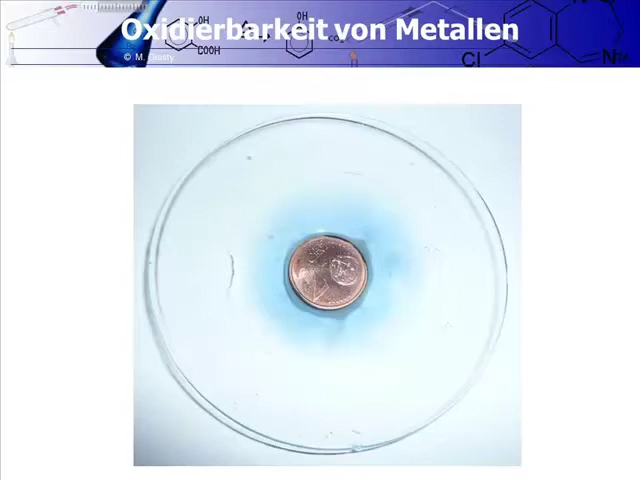 Oxidierbarkeit von Metallen
© M.
OH
COOH
OH
Cl